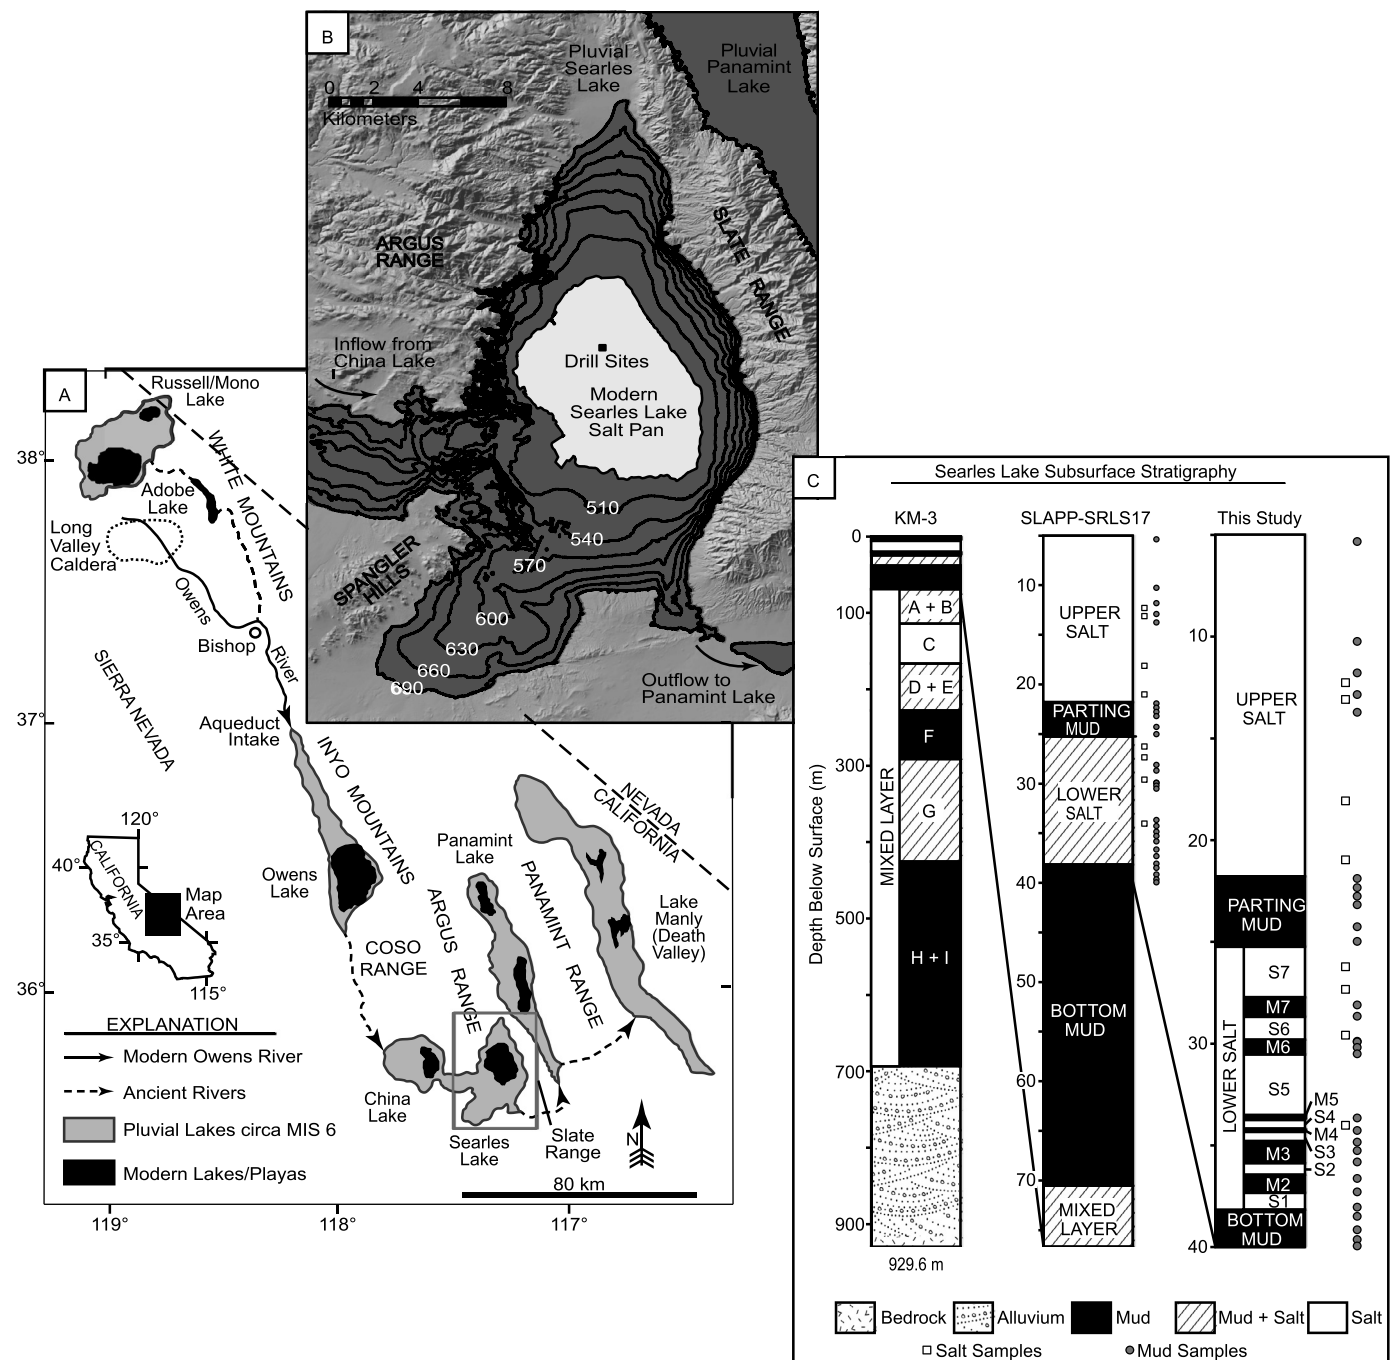 B
Pluvial
Searles
Lake
Pluvial
Panamint
Lake
0 2 4 8
Kilometers
ARGUS
RANGE
SLATE RANGE
Inflow from
China Lake
Drill Sites
Modern
Searles Lake
Salt Pan
510
540
570
600
630
660
690
SPANGLER
HILLS
Outflow to
Panamint Lake
A
Russell/Mono
Lake
38°
WHITE MOUNTAINS
Adobe
Lake
Long
Valley
Caldera
Owens
River
Bishop
SIERRA NEVADA
37°
Aqueduct
Intake
INYO MOUNTAINS
NEVADA
CALIFORNIA
120°
40°
CALIFORNIA
Map
Area
35°
115°
Owens
Lake
Panamint
Lake
ARGUS RANGE
PANAMINT RANGE
Lake
Manly
(Death
Valley)
COSO
RANGE
36°
EXPLANATION
Modern Owens River
Ancient Rivers
Pluvial Lakes circa MIS 6
Modern Lakes/Playas
China
Lake
Searles
Lake
Slate
Range
N
80 km
119°
118°
117°
C
Searles Lake Subsurface Stratigraphy
KM-3
SLAPP-SRLS17
This Study
Depth Below Surface (m)
0
100
300
500
700
900
MIXED LAYER
A + B
C
D + E
F
G
H + I
929.6 m
10
20
30
40
50
60
70
UPPER
SALT
PARTING
MUD
LOWER
SALT
BOTTOM
MUD
MIXED
LAYER
10
20
30
40
UPPER
SALT
PARTING
MUD
LOWER SALT
S7
M7
S6
M6
S5
M5
S4
M4
S3
M3
S2
M2
S1
BOTTOM
MUD
Bedrock
Alluvium
Mud
Mud + Salt
Salt
Salt Samples
Mud Samples